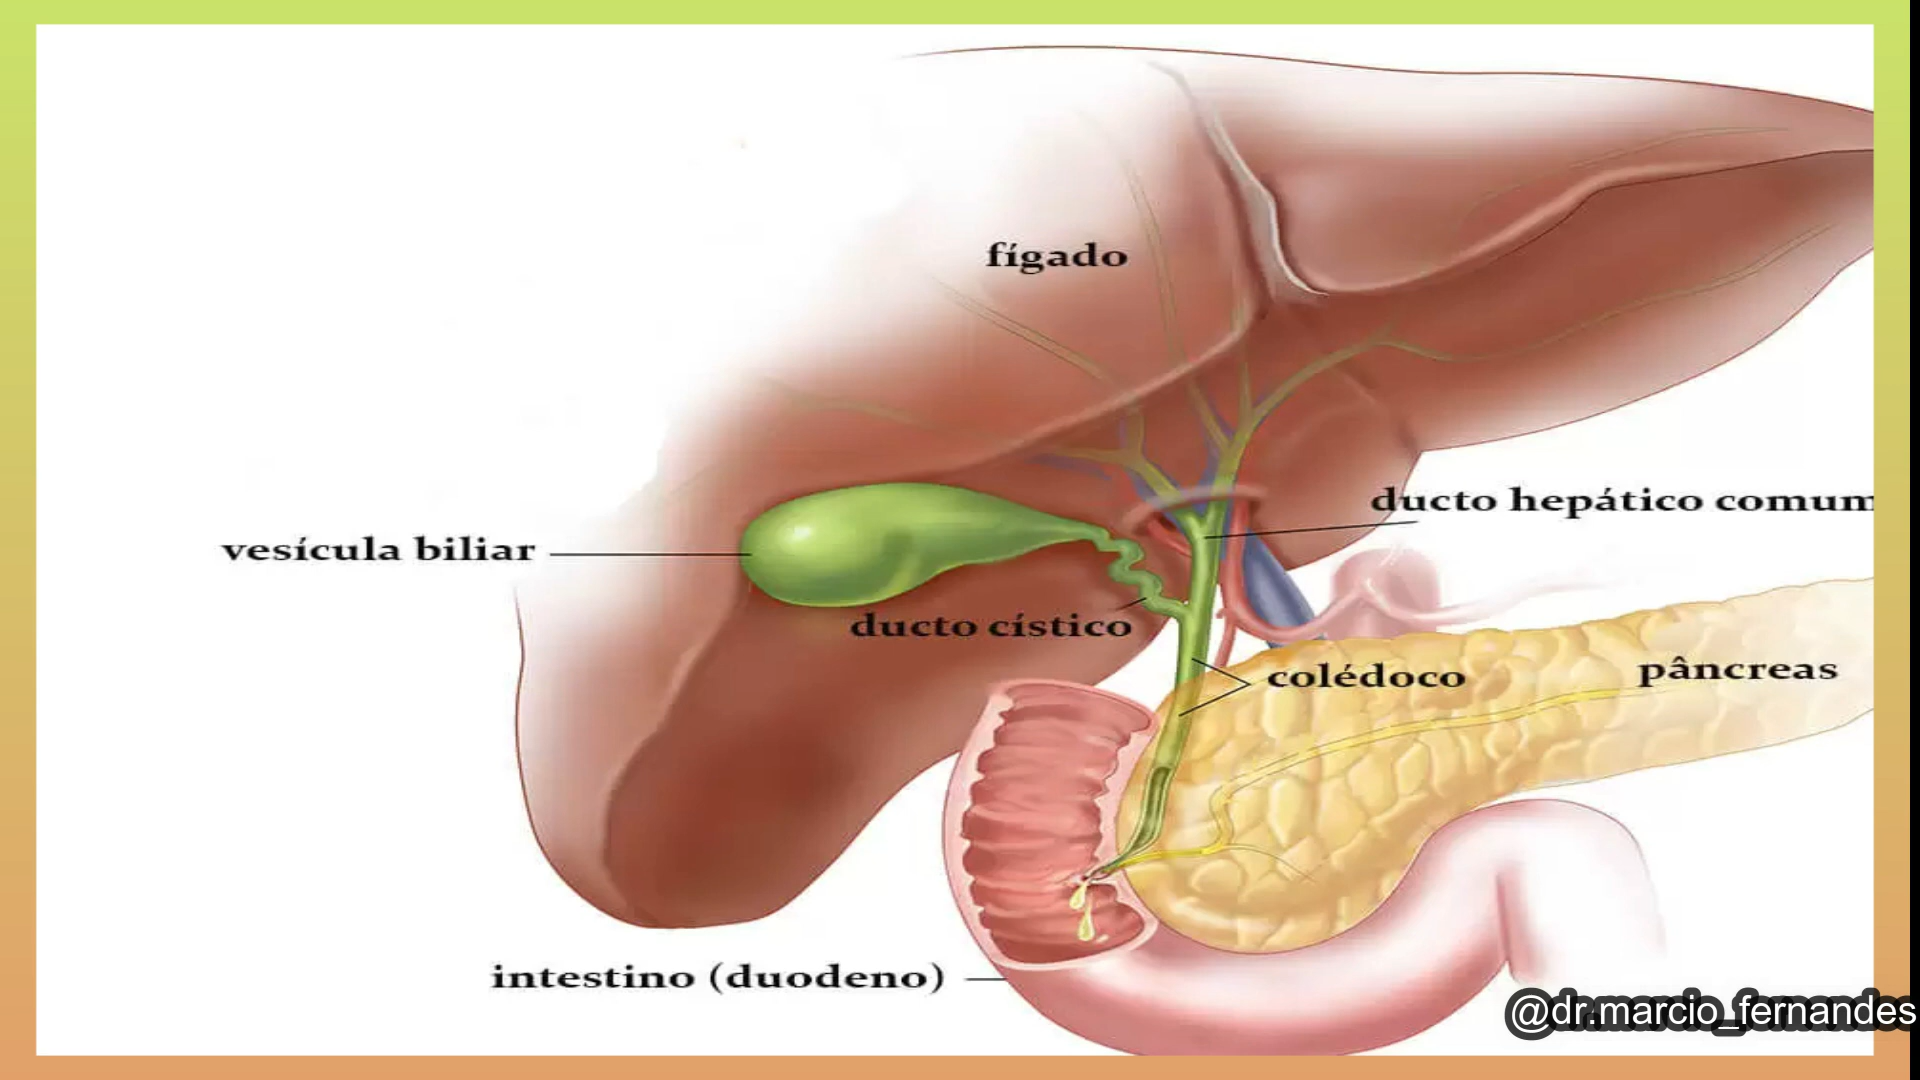 fígado
ducto hepático comum
vesícula biliar
ducto cístico
colédoco
pâncreas
intestino (duodeno)
@dr.marcio_fernandes